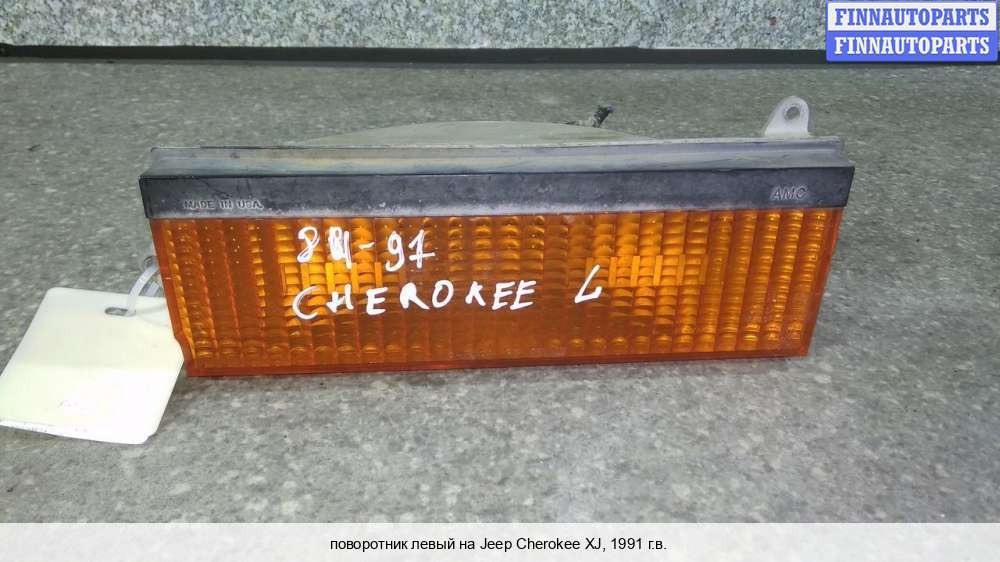 FINNAUTOPARTS
FINNAUTOPARTS
MADE IN USA. AMC
84-97
CHEROKEE L
поворотник левый на Jeep Cherokee XJ, 1991 г.в.